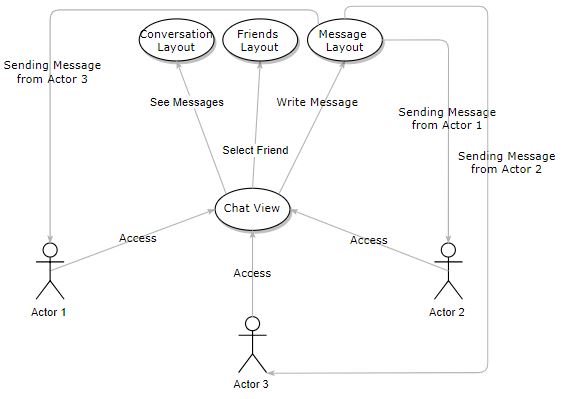 Conversation
Layout
Friends
Layout
Message
Layout
Sending Message
from Actor 3
See Messages
Write Message
Sending Message
from Actor 1
Select Friend
Sending Message
from Actor 2
Chat View
Access
Access
Access
Actor 1
Actor 2
Actor 3